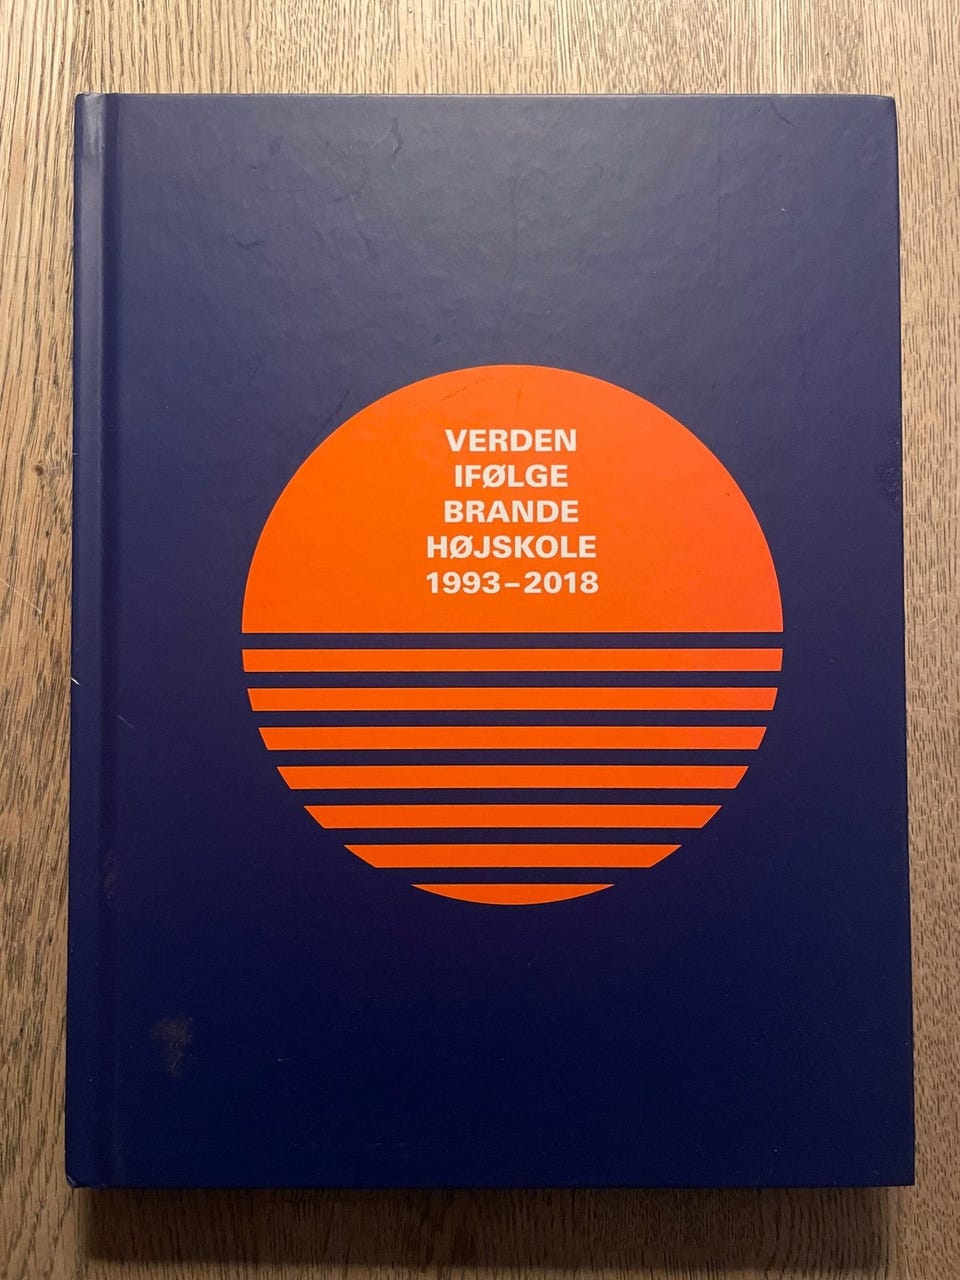 VERDEN
IFØLGE
BRANDE
HØJSKOLE
1993–2018